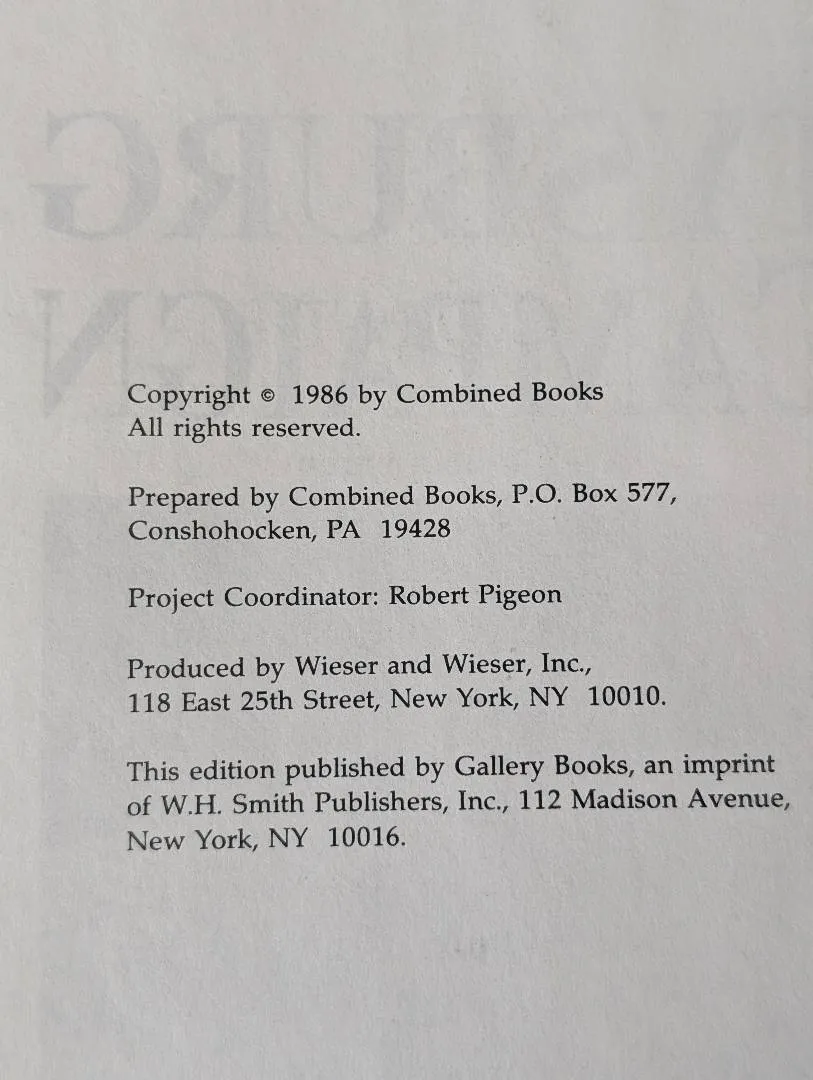 Copyright © 1986 by Combined Books
All rights reserved.
Prepared by Combined Books, P.O. Box 577,
Conshohocken, PA 19428
Project Coordinator: Robert Pigeon
Produced by Wieser and Wieser, Inc.,
118 East 25th Street, New York, NY 10010.
This edition published by Gallery Books, an imprint
of W.H. Smith Publishers, Inc., 112 Madison Avenue,
New York, NY 10016.